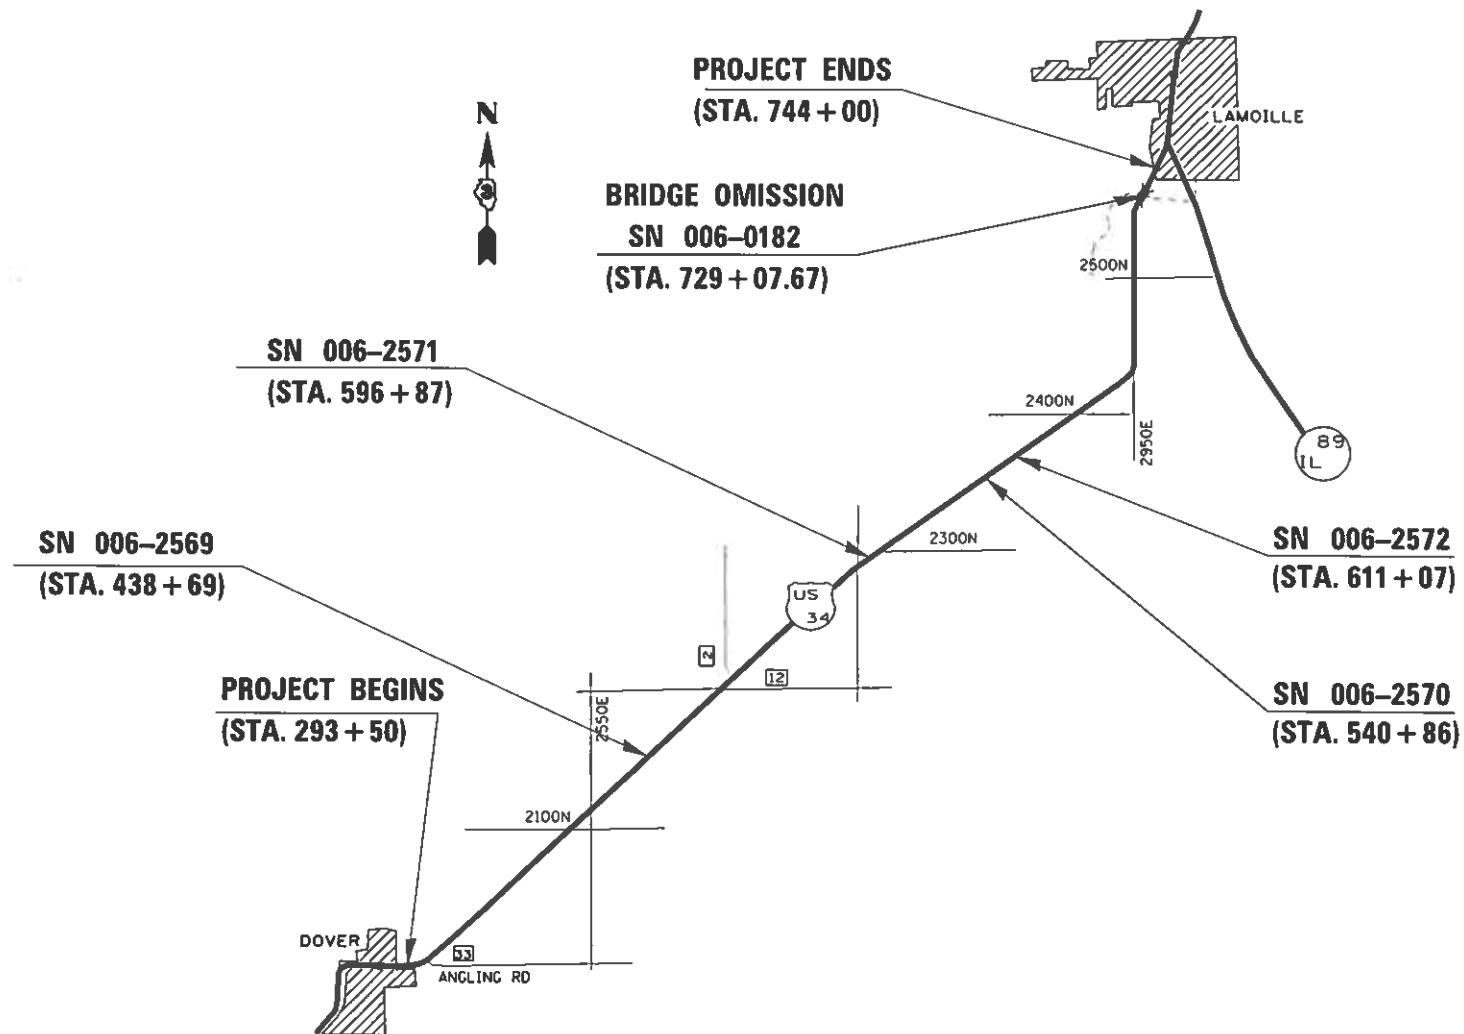 PROJECT ENDS
(STA. 744+00)
LAMOILLE
N
BRIDGE OMISSION
SN 006-0182
(STA. 729+07.67)
2500N
SN 006-2571
(STA. 596+87)
2400N
2950E
89
IL
SN 006-2569
(STA. 438+69)
2300N
SN 006-2572
(STA. 611+07)
US
34
2
12
PROJECT BEGINS
(STA. 293+50)
2550E
SN 006-2570
(STA. 540+86)
2100N
DOVER
33
ANGLING RD